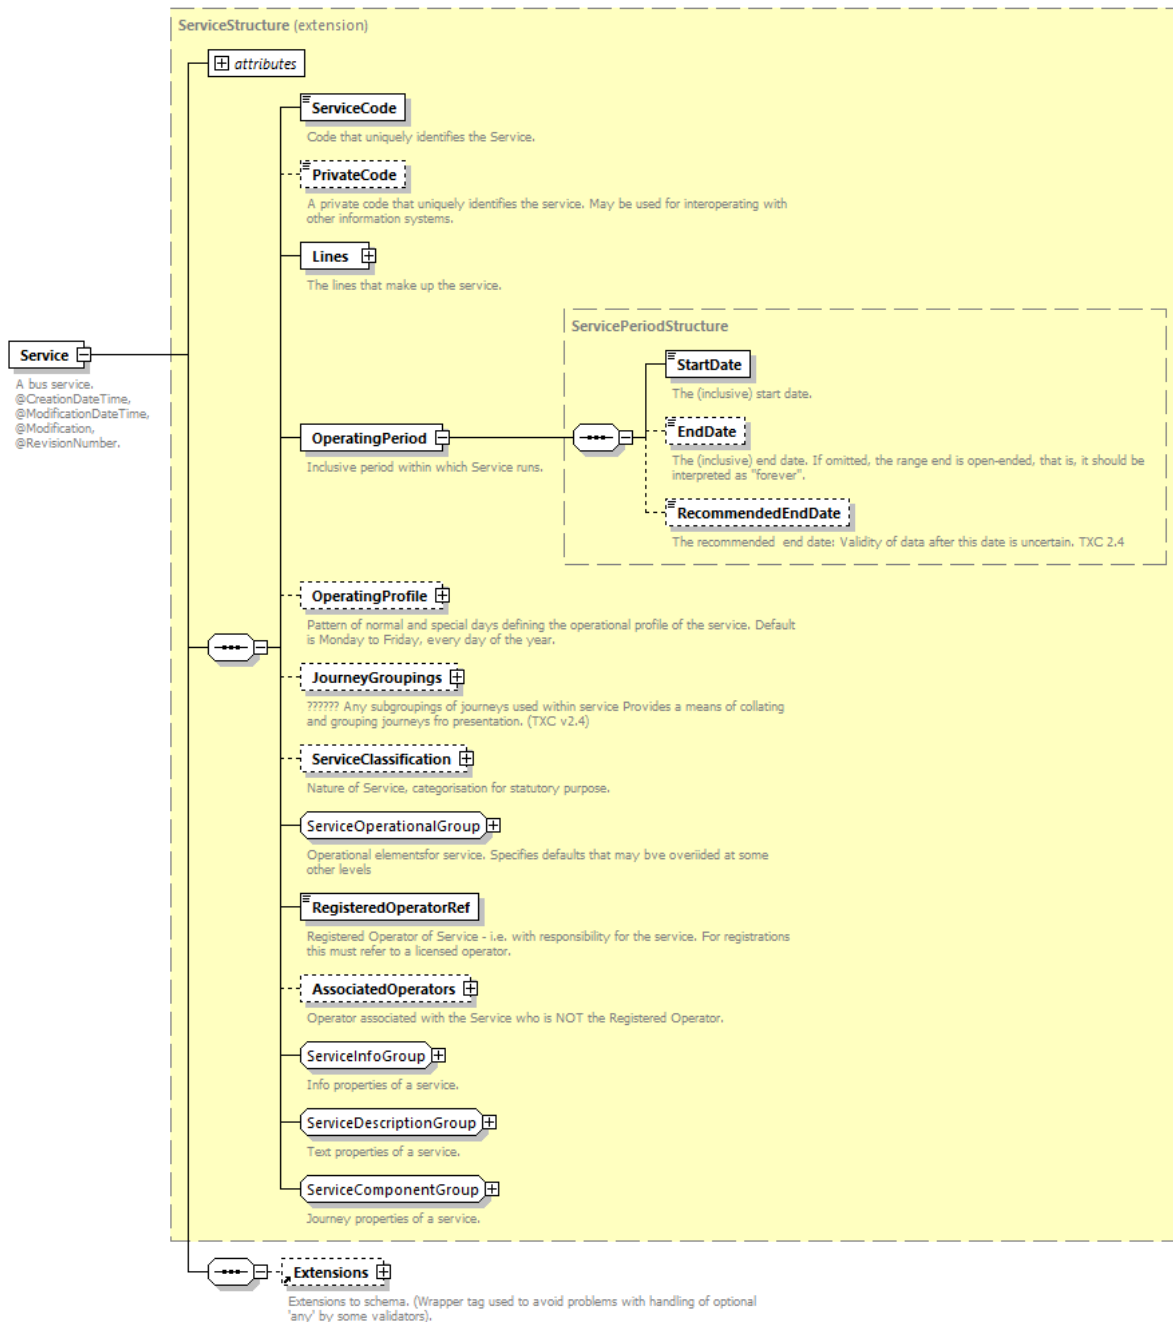 ServiceStructure (extension)
attributes
ServiceCode
Code that uniquely identifies the Service.
PrivateCode
A private code that uniquely identifies the service. May be used for interoperating with
other information systems.
Lines
The lines that make up the service.
Service
A bus service.
@CreationDateTime,
@ModificationDateTime,
@Modification,
@RevisionNumber.
ServicePeriodStructure
StartDate
The (inclusive) start date.
OperatingPeriod
Inclusive period within which Service runs.
EndDate
The (inclusive) end date. If omitted, the range end is open-ended, that is, it should be
interpreted as "forever".
RecommendedEndDate
The recommended end date: Validity of data after this date is uncertain. TXC 2.4
OperatingProfile
Pattern of normal and special days defining the operational profile of the service. Default
is Monday to Friday, every day of the year.
JourneyGroupings
?????? Any subgroupings of journeys used within service Provides a means of collating
and grouping journeys fro presentation. (TXC v2.4)
ServiceClassification
Nature of Service, categorisation for statutory purpose.
ServiceOperationalGroup
Operational elementsfor service. Specifies defaults that may bve overiided at some
other levels
RegisteredOperatorRef
Registered Operator of Service - i.e. with responsibility for the service. For registrations
this must refer to a licensed operator.
AssociatedOperators
Operator associated with the Service who is NOT the Registered Operator.
ServiceInfoGroup
Info properties of a service.
ServiceDescriptionGroup
Text properties of a service.
ServiceComponentGroup
Journey properties of a service.
Extensions
Extensions to schema. (Wrapper tag used to avoid problems with handling of optional
'any' by some validators).